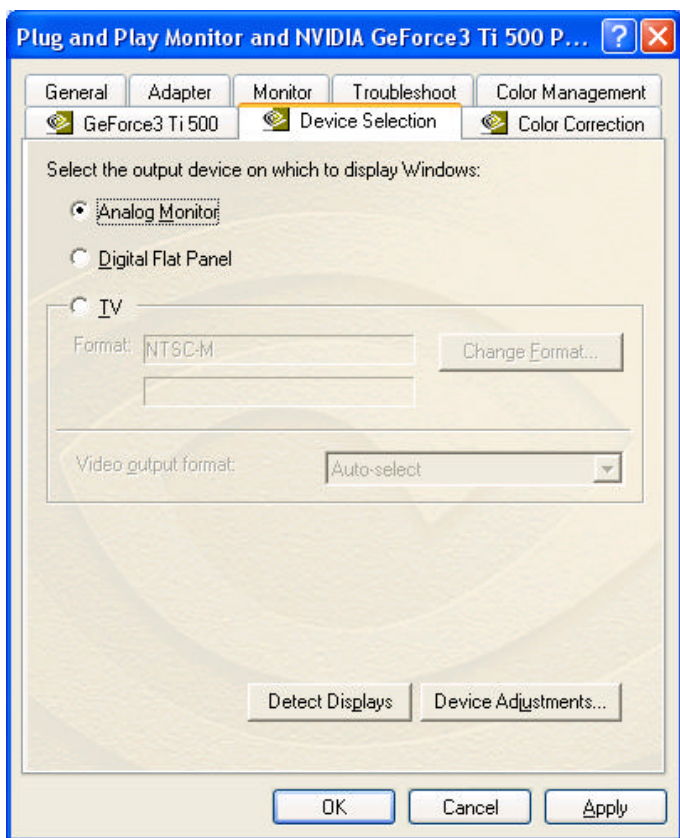 Plug and Play Monitor and NVIDIA GeForce3 Ti 500 P...
General Adapter Monitor Troubleshoot Color Management
GeForce3 Ti 500 Device Selection Color Correction
Select the output device on which to display Windows:
Analog Monitor
Digital Flat Panel
TV
Format: NTSC-M Change Format...
Video output format: Auto-select
Detect Displays Device Adjustments...
OK Cancel Apply